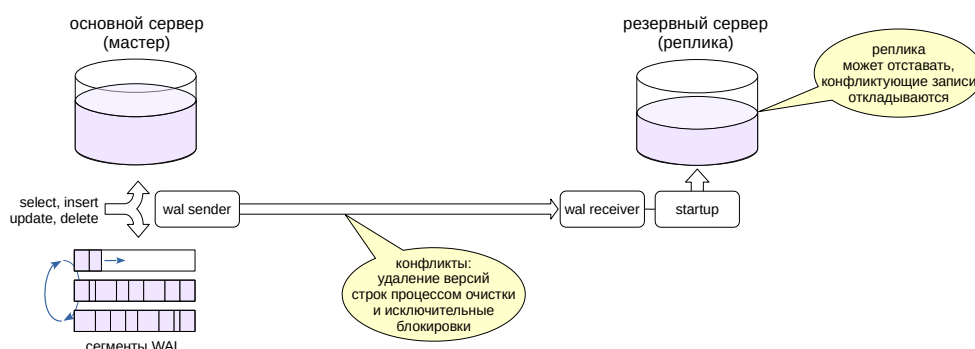 основной сервер
(мастер)
резервный сервер
(реплика)
реплика
может отставать,
конфликтующие записи
откладываются
select, insert
update, delete
wal sender
wal receiver
startup
конфликты:
удаление версий
строк процессом очистки
и исключительные
блокировки
сегменты WAL